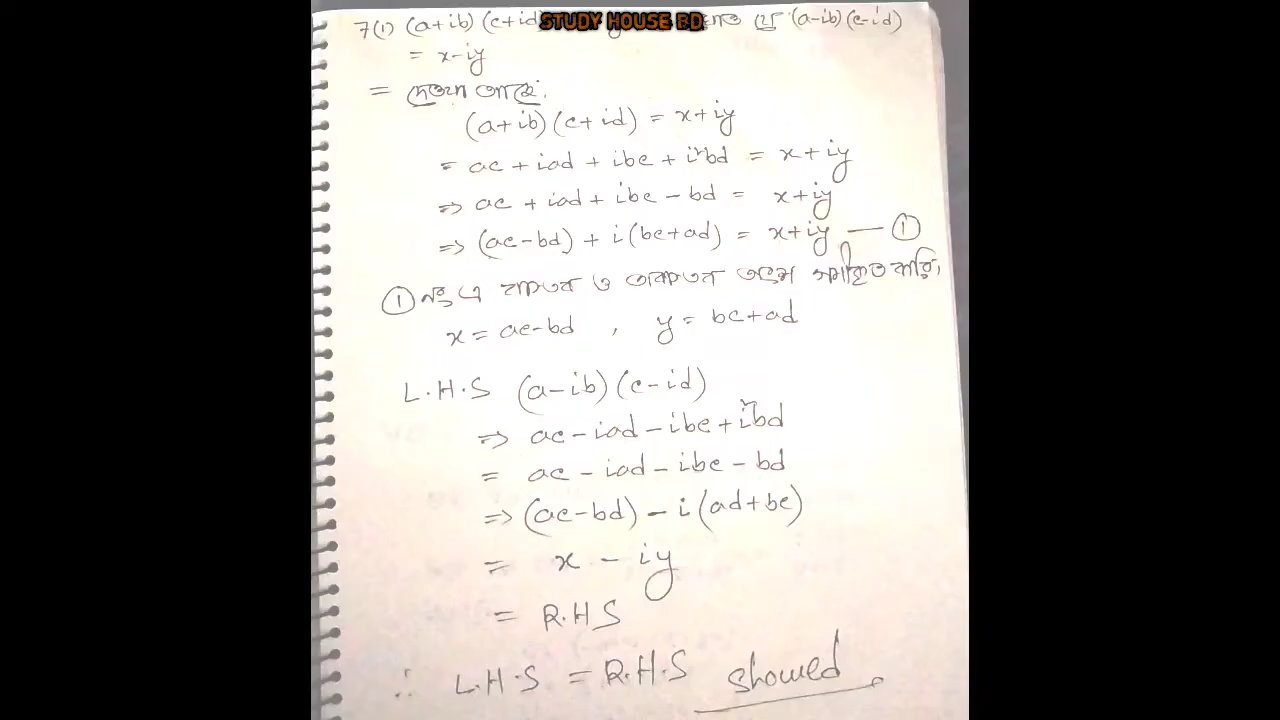 7(1) (a+ib) (c+id) STUDY HOUSE BD (a-ib)(c-id)
= x-iy
= দেওয়া আছে,
(a+ib)(c+id) = x+iy
= ac + iad + ibc + i²bd = x+iy
=> ac + iad + ibc - bd = x+iy
=> (ac-bd) + i(bc+ad) = x+iy — ①
① নং এ বাস্তব ও অবাস্তব অংশ সমীকৃত করি,
x = ac-bd , y = bc+ad
L.H.S (a-ib)(c-id)
=> ac-iad-ibc+i²bd
= ac - iad - ibc - bd
=> (ac-bd) - i(ad+bc)
= x - iy
= R.H.S
∴ L.H.S = R.H.S showed